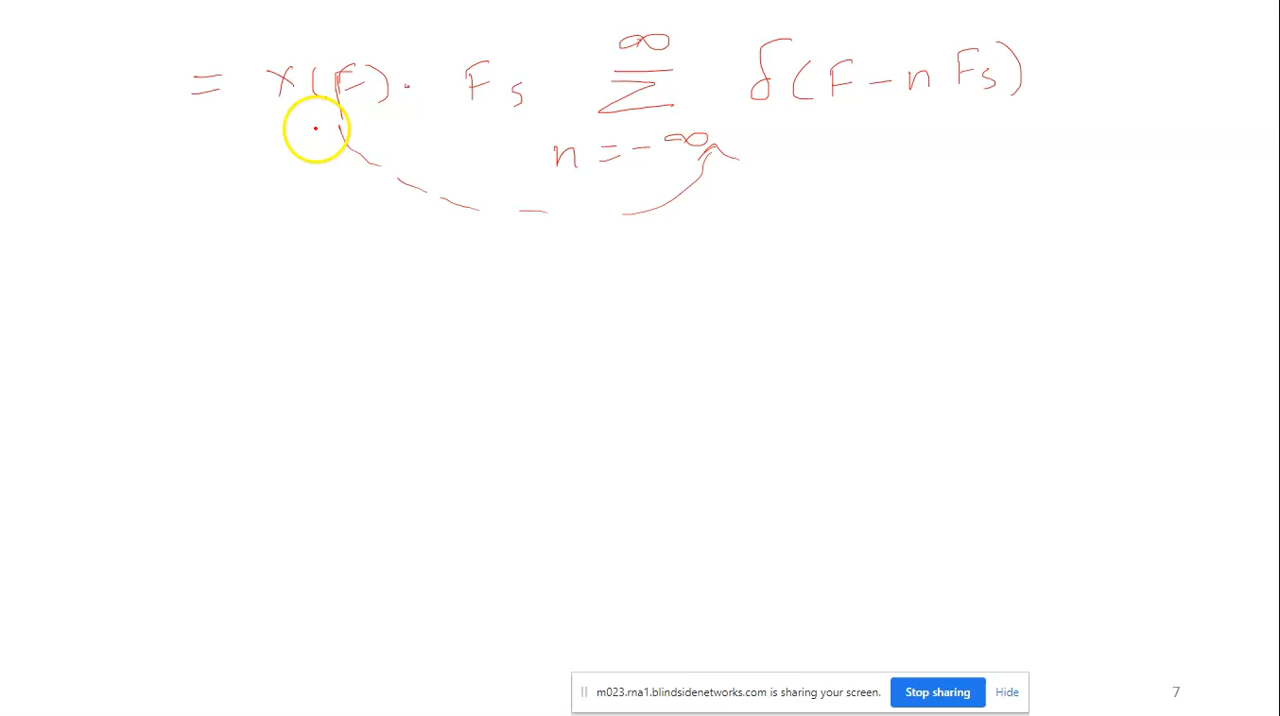 = X(F) · Fs ∞ Σ n = -∞ δ(F - n Fs)
m023.rna1.blindsidenetworks.com is sharing your screen. Stop sharing Hide
7